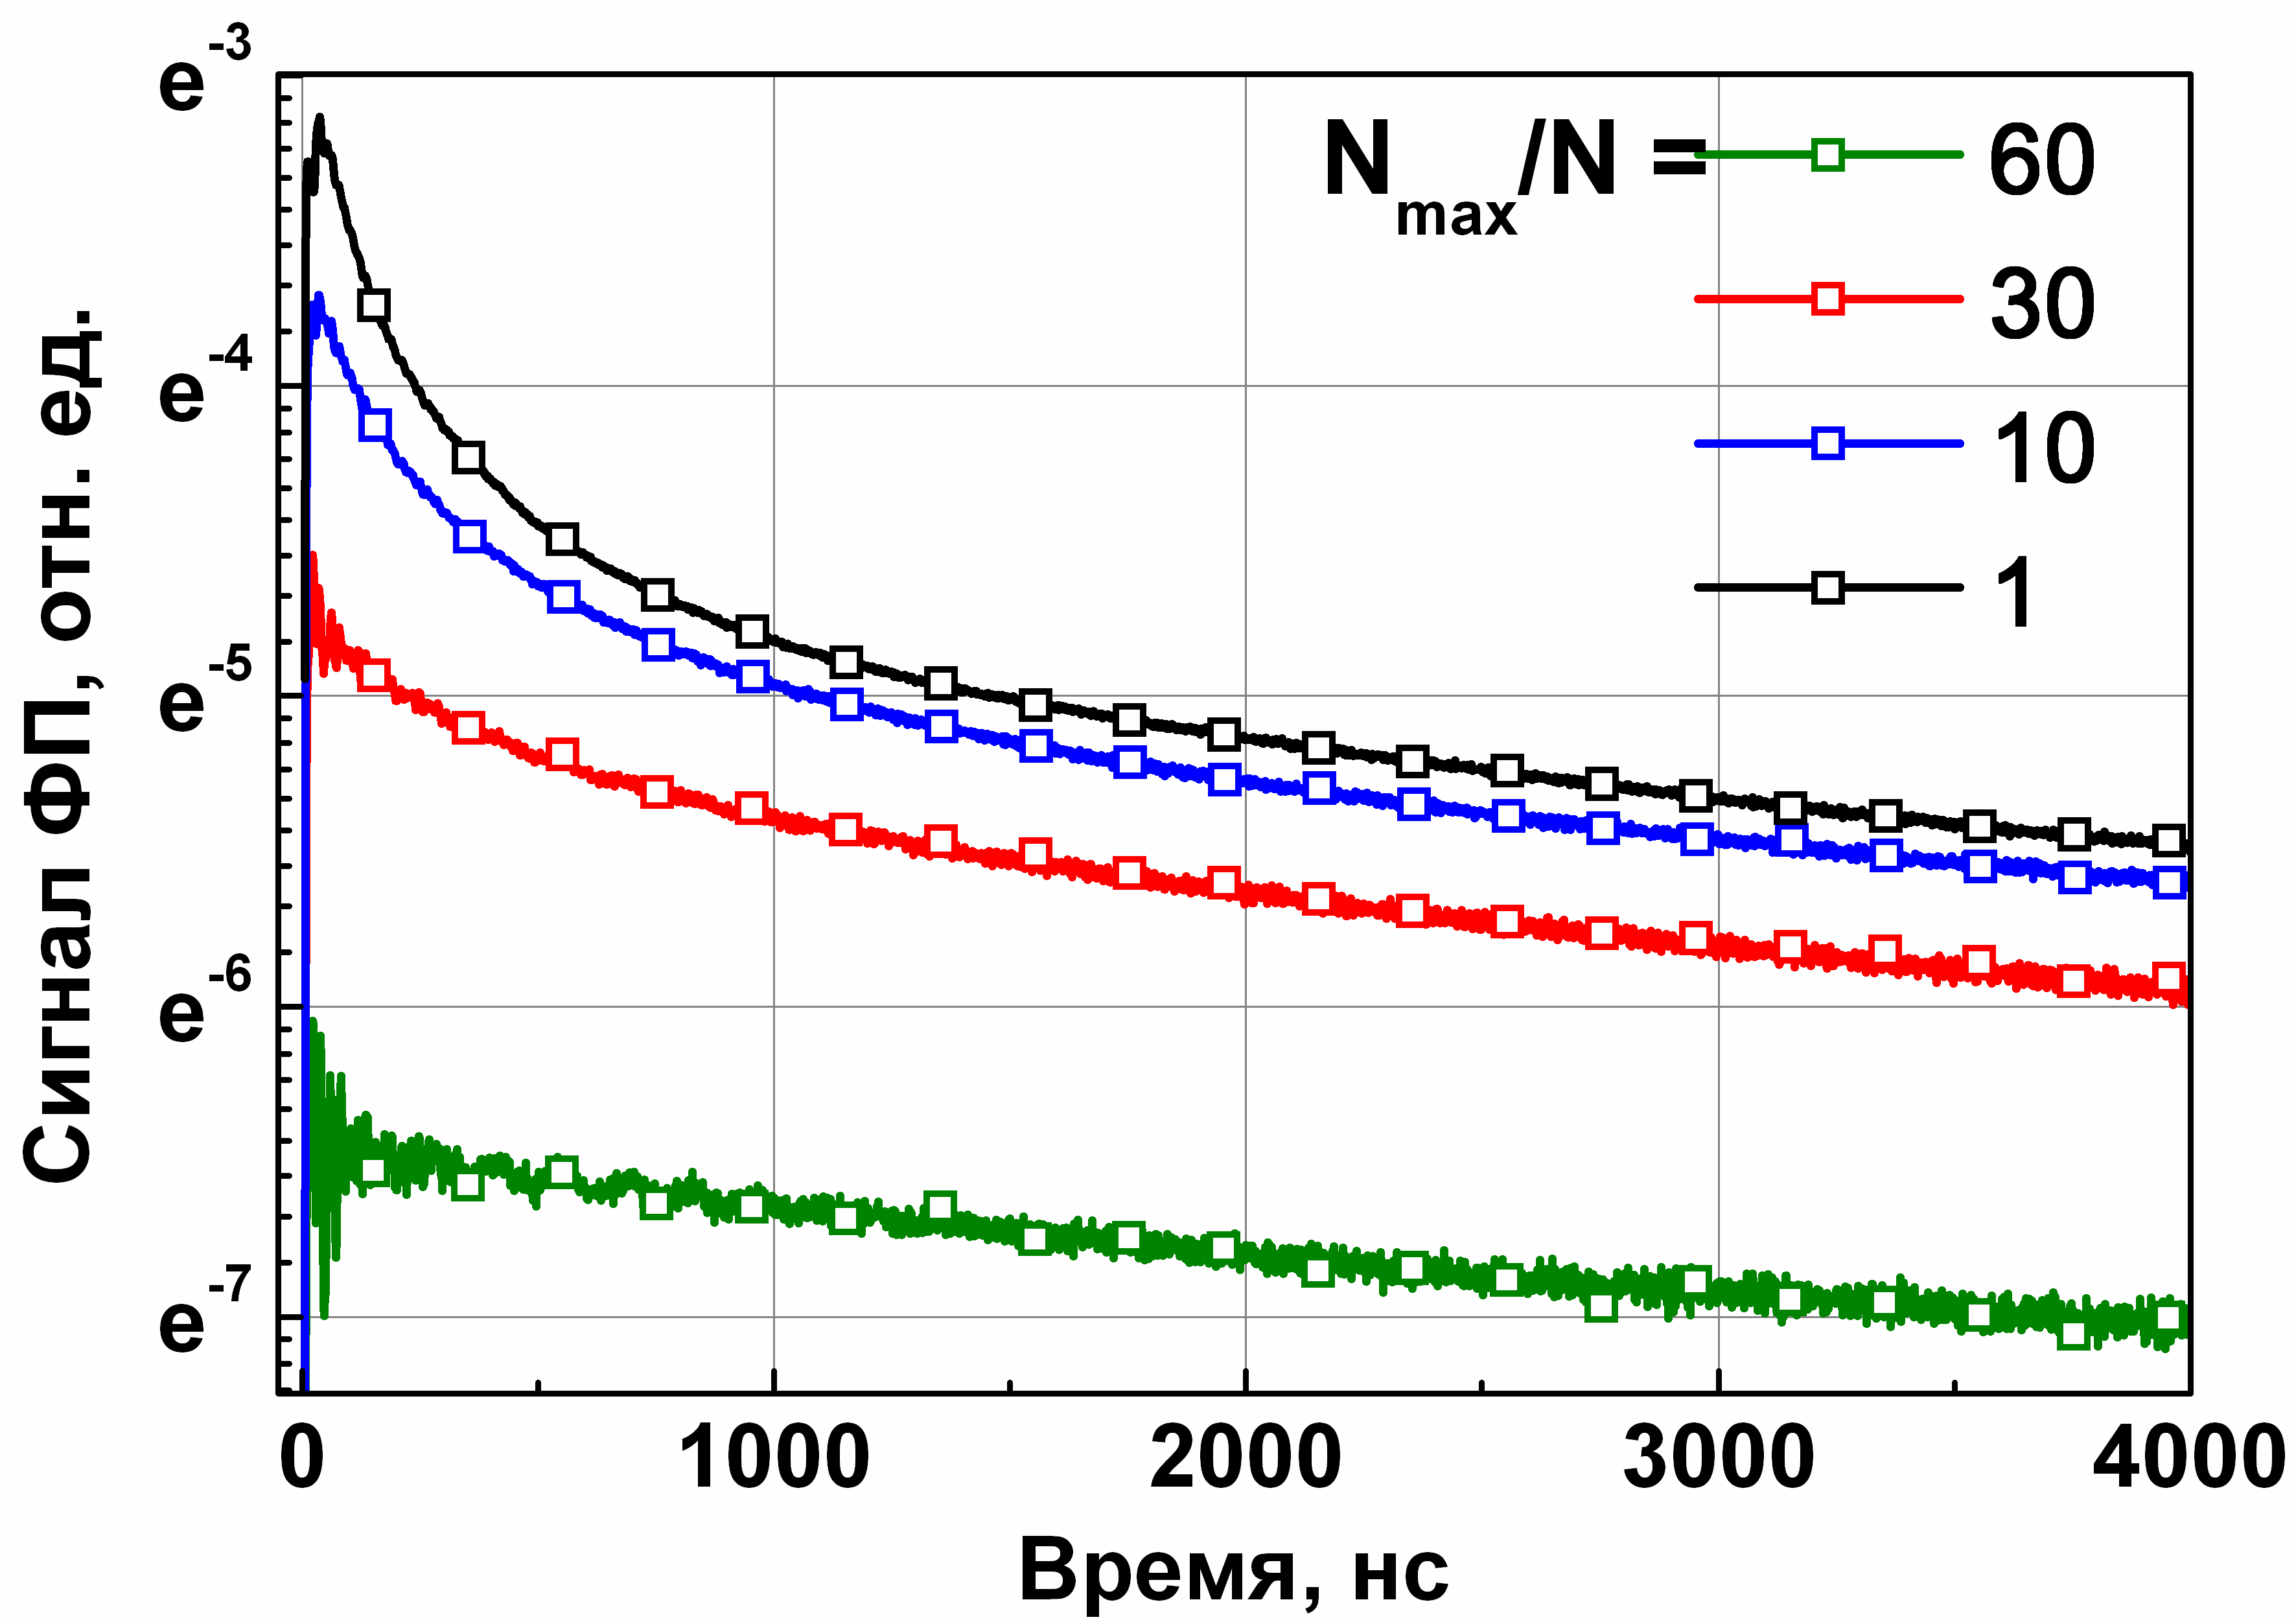 e-3
e-4
e-5
e-6
e-7
Сигнал ФП, отн. ед.
Nmax/N = 60
30
10
1
0 1000 2000 3000 4000
Время, нс